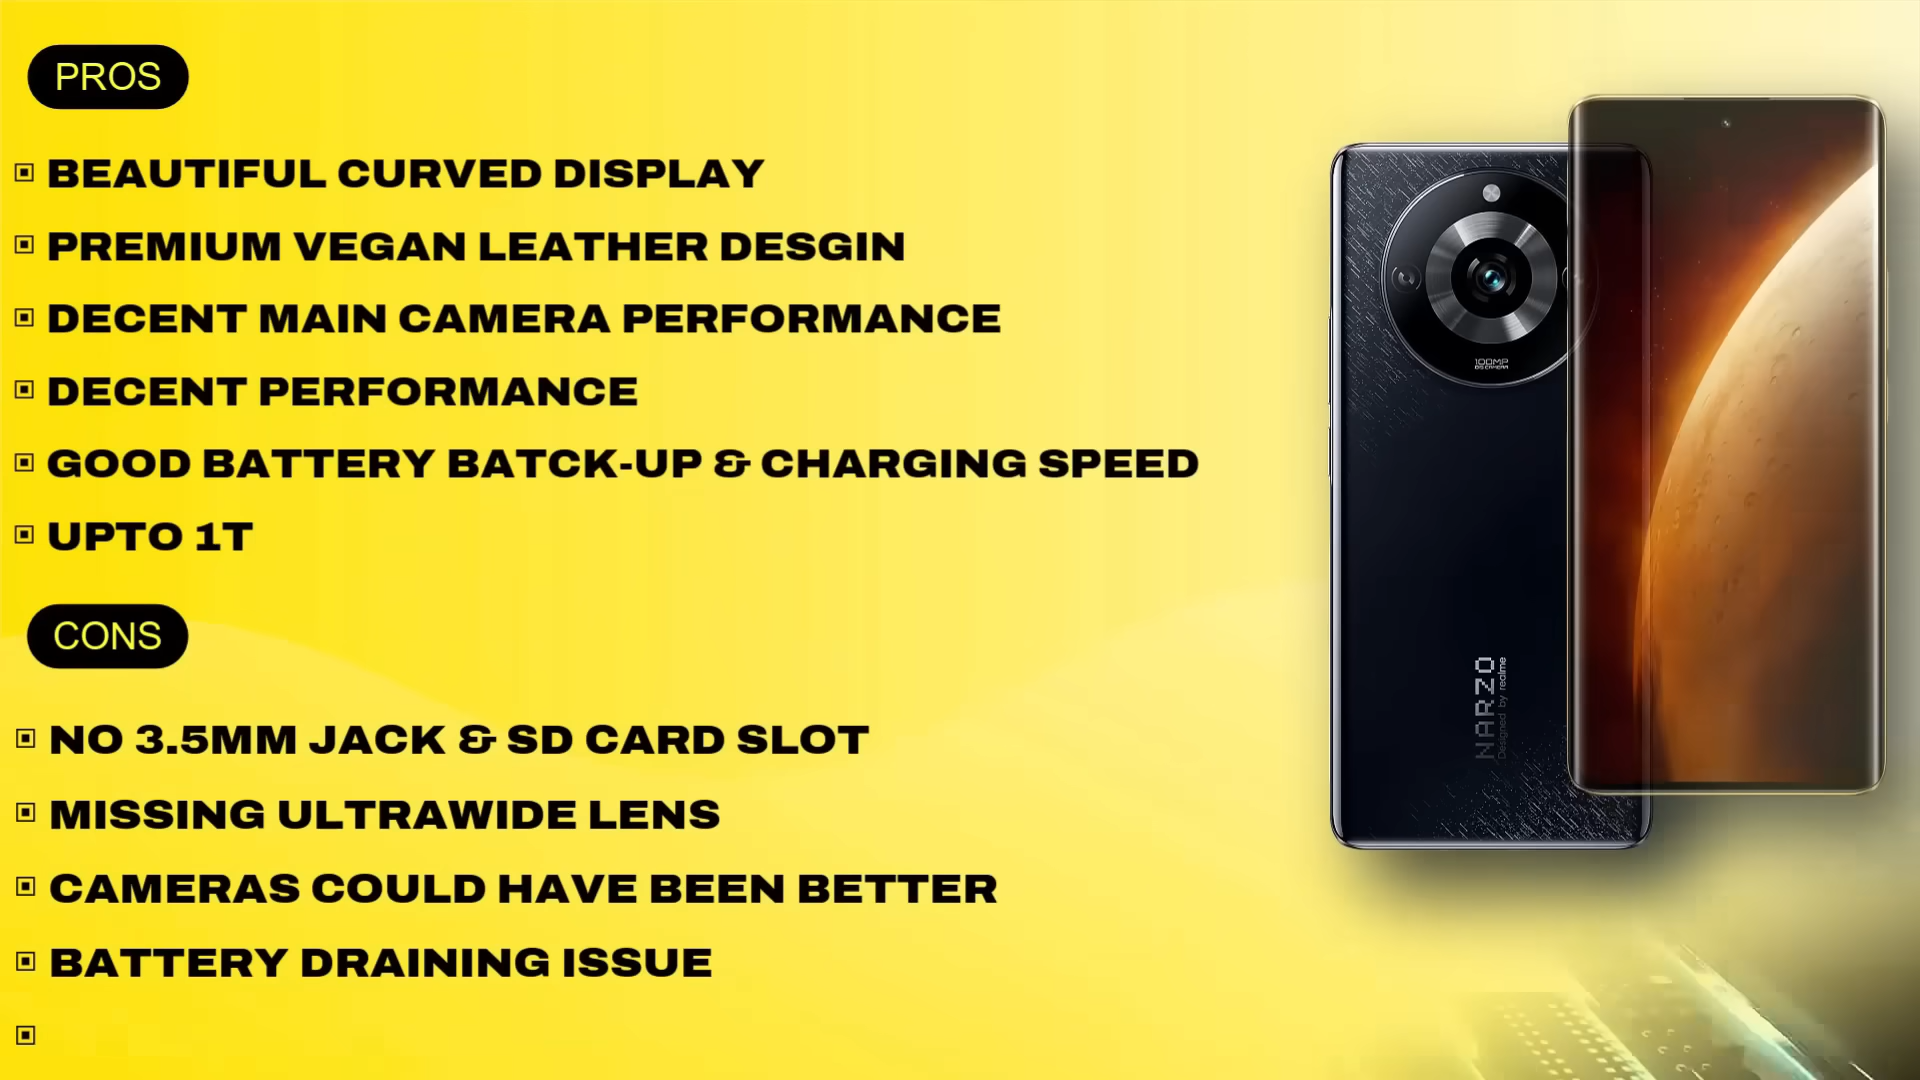 PROS
BEAUTIFUL CURVED DISPLAY
PREMIUM VEGAN LEATHER DESGIN
DECENT MAIN CAMERA PERFORMANCE
DECENT PERFORMANCE
GOOD BATTERY BATCK-UP & CHARGING SPEED
UPTO 1T
CONS
NO 3.5MM JACK & SD CARD SLOT
MISSING ULTRAWIDE LENS
CAMERAS COULD HAVE BEEN BETTER
BATTERY DRAINING ISSUE
100MP
OIS CAMERA
NARZO
Designed by realme